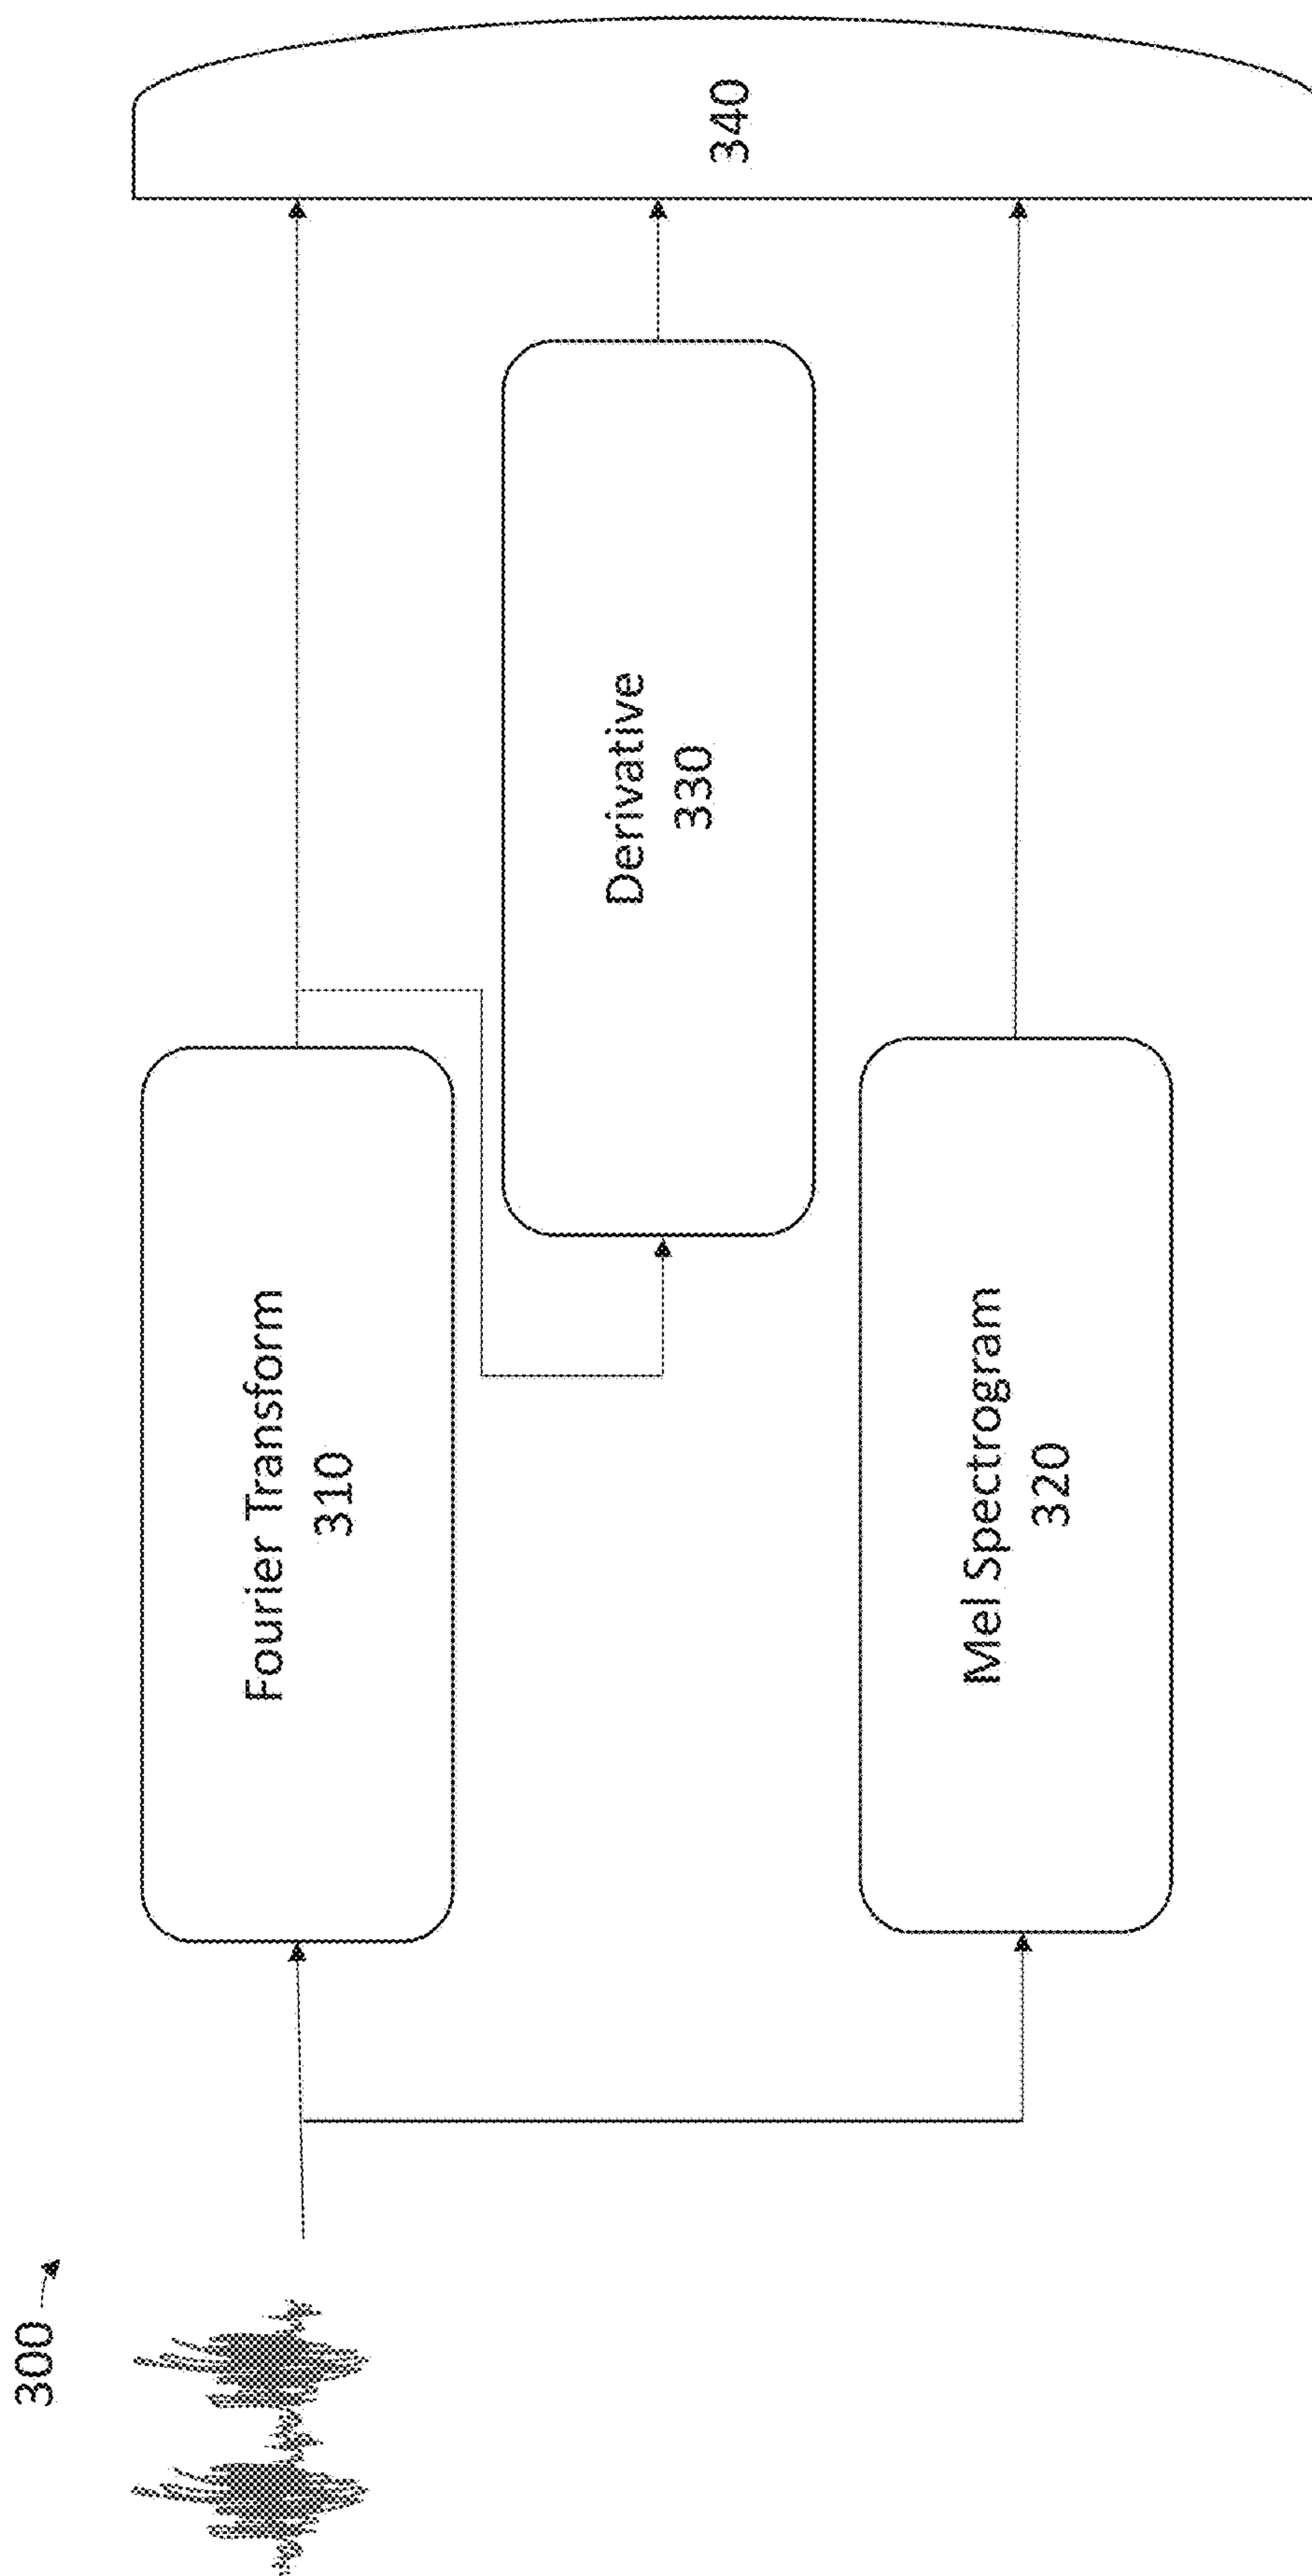 300
Fourier Transform
310
Derivative
330
Mel Spectrogram
320
340